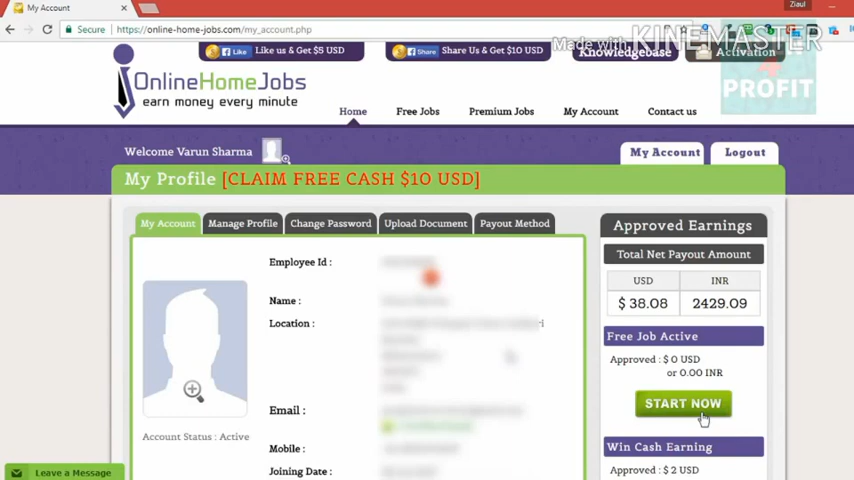 My Account
Ziaul
Secure
https://online-home-jobs.com/my_account.php
Like
Like us & Get $5 USD
Share
Share Us & Get $10 USD
Knowledgebase
Activation
Made with KINEMASTER
4
PROFIT
OnlineHomeJobs
earn money every minute
Home
Free Jobs
Premium Jobs
My Account
Contact us
Welcome Varun Sharma
My Account
Logout
My Profile [CLAIM FREE CASH $10 USD]
My Account
Manage Profile
Change Password
Upload Document
Payout Method
Employee Id :
Name :
Location :
Email :
Mobile :
Joining Date :
Account Status : Active
Approved Earnings
Total Net Payout Amount
USD
INR
$ 38.08
2429.09
Free Job Active
Approved : $ 0 USD
or 0.00 INR
START NOW
Win Cash Earning
Approved : $ 2 USD
Leave a Message